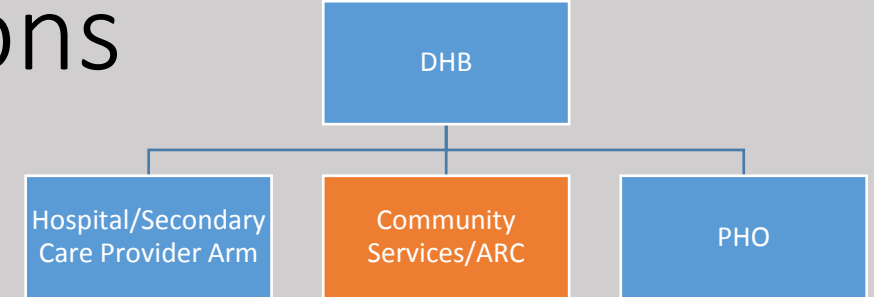 ons
DHB
Hospital/Secondary
Care Provider Arm
Community
Services/ARC
PHO